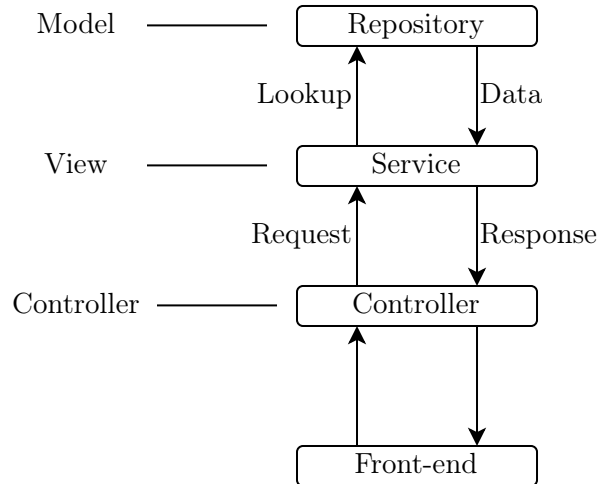 Model
Repository
Lookup
Data
View
Service
Request
Response
Controller
Controller
Front-end